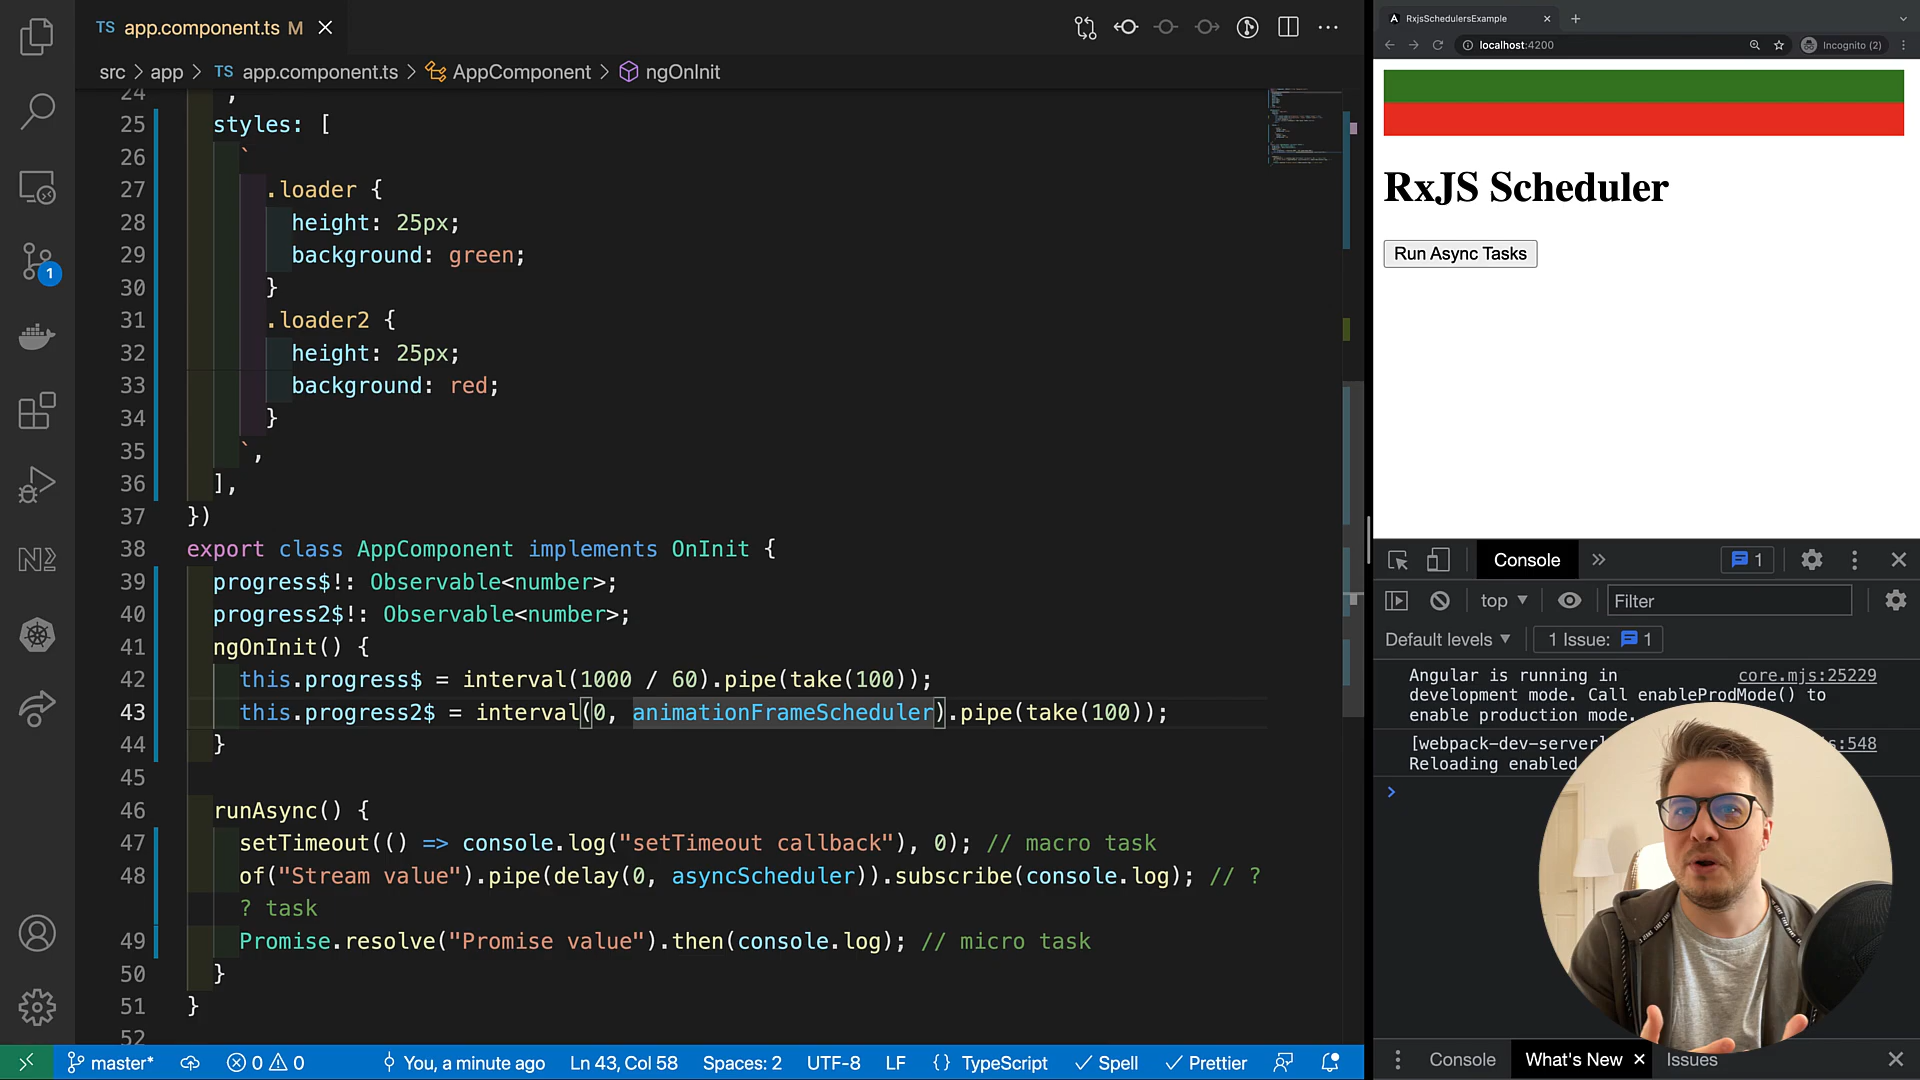 TS app.component.ts M
src > app > TS app.component.ts > AppComponent > ngOnInit
24 `,
25 styles: [
26 `
27 .loader {
28 height: 25px;
29 background: green;
30 }
31 .loader2 {
32 height: 25px;
33 background: red;
34 }
35 `,
36 ],
37 })
38 export class AppComponent implements OnInit {
39 progress$!: Observable<number>;
40 progress2$!: Observable<number>;
41 ngOnInit() {
42 this.progress$ = interval(1000 / 60).pipe(take(100));
43 this.progress2$ = interval(0, animationFrameScheduler).pipe(take(100));
44 }
45
46 runAsync() {
47 setTimeout(() => console.log("setTimeout callback"), 0); // macro task
48 of("Stream value").pipe(delay(0, asyncScheduler)).subscribe(console.log); // ?
? task
49 Promise.resolve("Promise value").then(console.log); // micro task
50 }
51 }
52
1
N
master* 0 0 You, a minute ago Ln 43, Col 58 Spaces: 2 UTF-8 LF {} TypeScript Spell Prettier
RxjsSchedulersExample
localhost:4200 Incognito (2)
RxJS Scheduler
Run Async Tasks
Console 1
top Filter
Default levels 1 Issue: 1
Angular is running in core.mjs:25229
development mode. Call enableProdMode() to
enable production mode.
[webpack-dev-server] s:548
Reloading enabled
Console What's New Issues